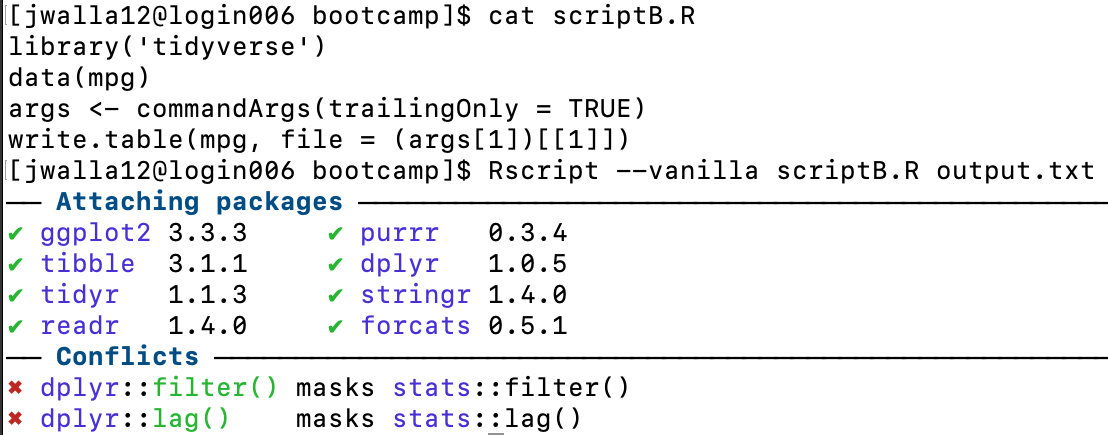 [[jwalla12@login006 bootcamp]$ cat scriptB.R
library('tidyverse')
data(mpg)
args <- commandArgs(trailingOnly = TRUE)
write.table(mpg, file = (args[1])[[1]])
[[jwalla12@login006 bootcamp]$ Rscript --vanilla scriptB.R output.txt
── Attaching packages ─────────────────────────────────────────────
✔ ggplot2 3.3.3     ✔ purrr   0.3.4
✔ tibble  3.1.1     ✔ dplyr   1.0.5
✔ tidyr   1.1.3     ✔ stringr 1.4.0
✔ readr   1.4.0     ✔ forcats 0.5.1
── Conflicts ──────────────────────────────────────────────────────
✖ dplyr::filter() masks stats::filter()
✖ dplyr::lag()    masks stats::lag()